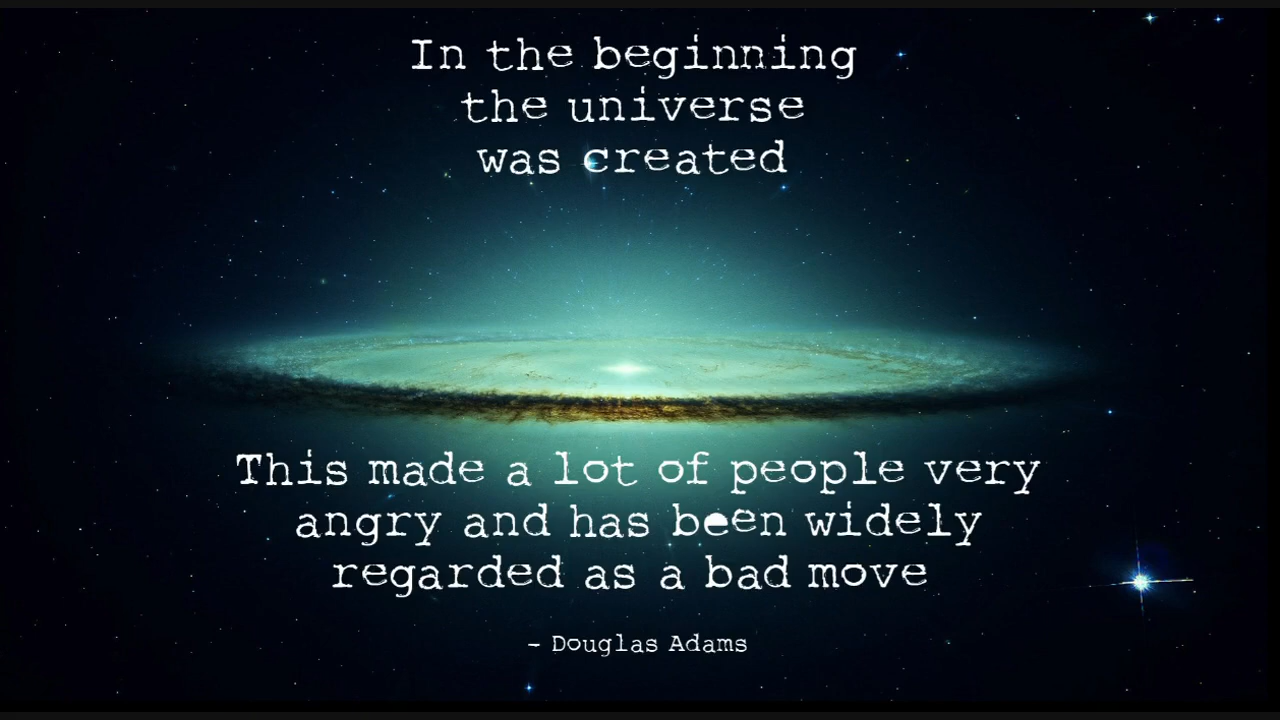 In the beginning
the universe
was created
This made a lot of people very
angry and has been widely
regarded as a bad move
- Douglas Adams